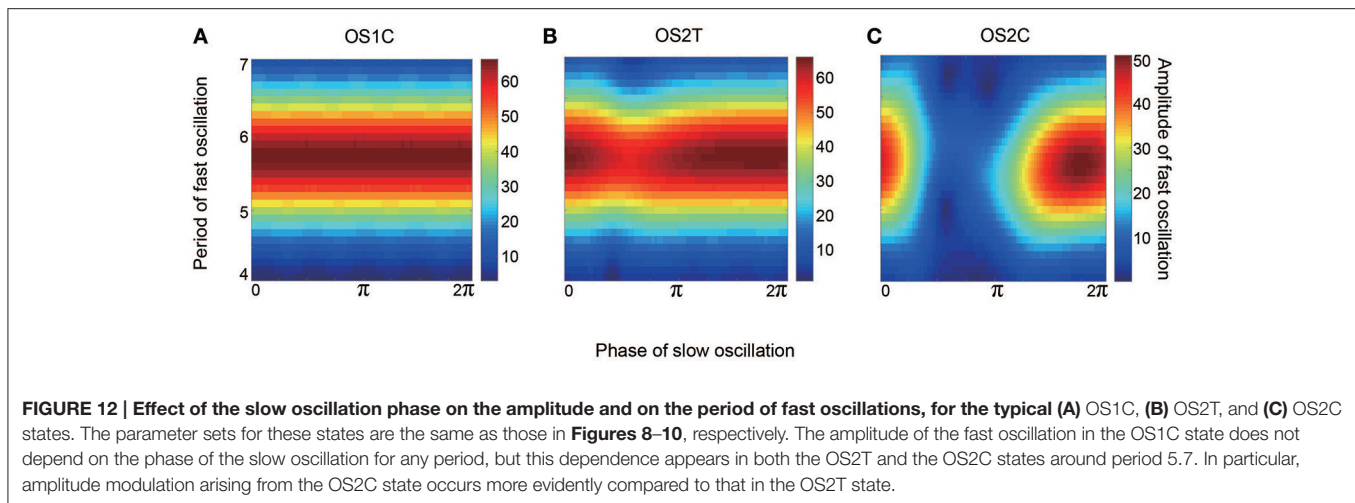 A OS1C B OS2T C OS2C
Period of fast oscillation
7
6
5
4
0 π 2π
60
50
40
30
20
10
0 π 2π
60
50
40
30
20
10
0 π 2π
50
40
30
20
10
Amplitude of fast oscillation
Phase of slow oscillation
FIGURE 12 | Effect of the slow oscillation phase on the amplitude and on the period of fast oscillations, for the typical (A) OS1C, (B) OS2T, and (C) OS2C
states. The parameter sets for these states are the same as those in Figures 8–10, respectively. The amplitude of the fast oscillation in the OS1C state does not
depend on the phase of the slow oscillation for any period, but this dependence appears in both the OS2T and the OS2C states around period 5.7. In particular,
amplitude modulation arising from the OS2C state occurs more evidently compared to that in the OS2T state.